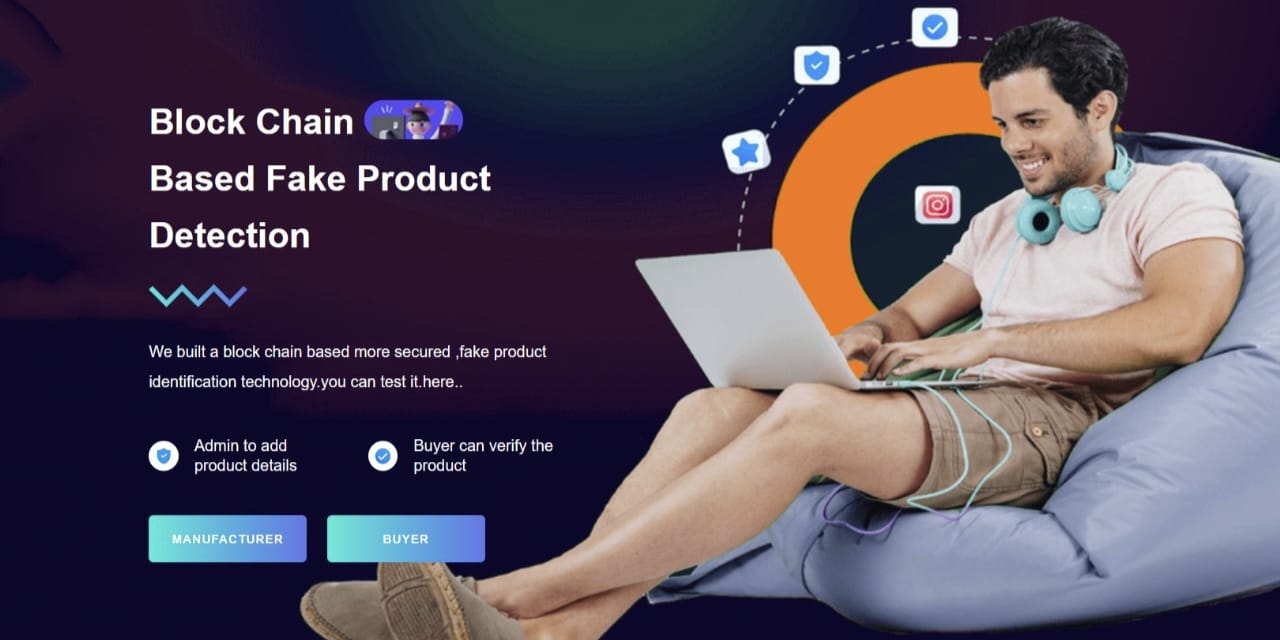 Block Chain
Based Fake Product
Detection
We built a block chain based more secured ,fake product
identification technology.you can test it.here..
Admin to add
product details
Buyer can verify the
product
MANUFACTURER
BUYER